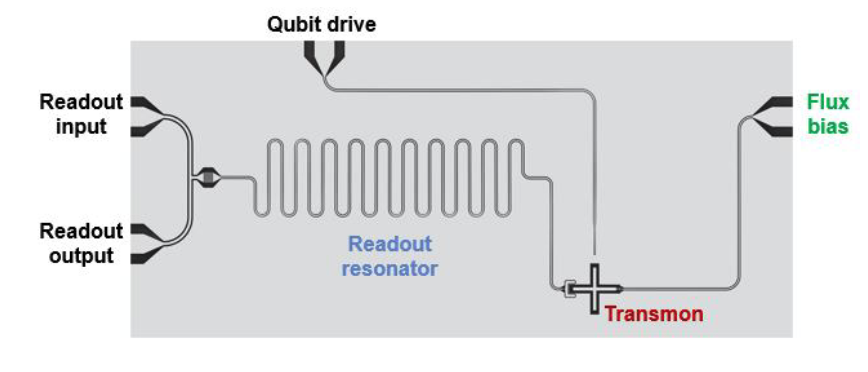 Qubit drive
Readout
input
Flux
bias
Readout
output
Readout
resonator
Transmon